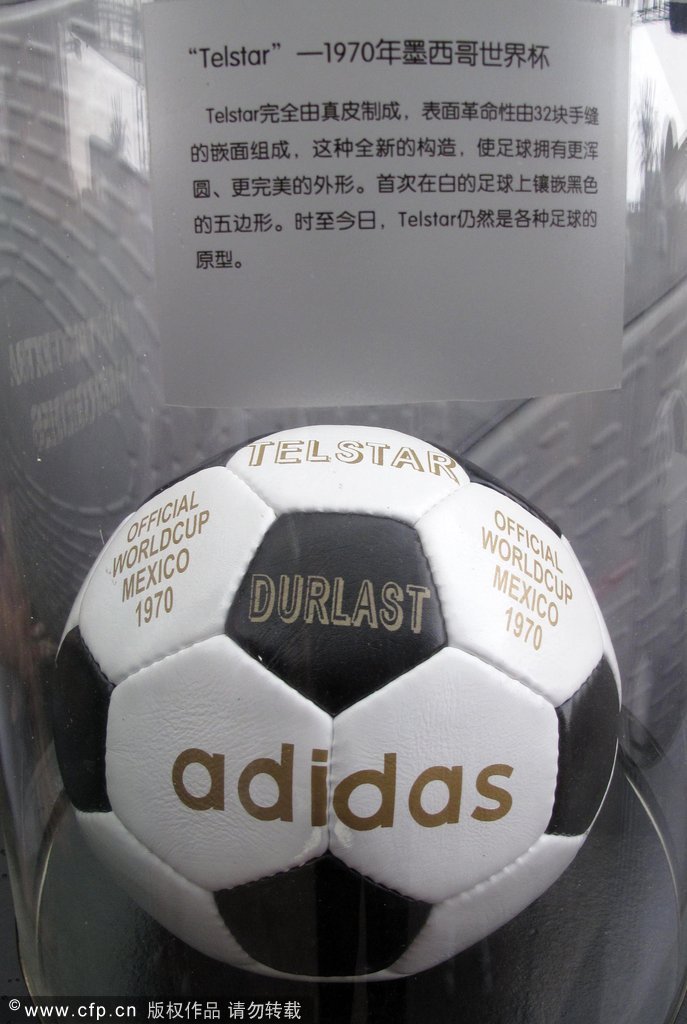 “Telstar” —1970年墨西哥世界杯
Telstar完全由真皮制成，表面革命性由32块手缝
的嵌面组成，这种全新的构造，使足球拥有更浑
圆、更完美的外形。首次在白的足球上镶嵌黑色
的五边形。时至今日，Telstar仍然是各种足球的
原型。
TELSTAR
OFFICIAL
WORLDCUP
MEXICO
1970
OFFICIAL
WORLDCUP
MEXICO
1970
DURLAST
adidas
©www.cfp.cn 版权作品 请勿转载